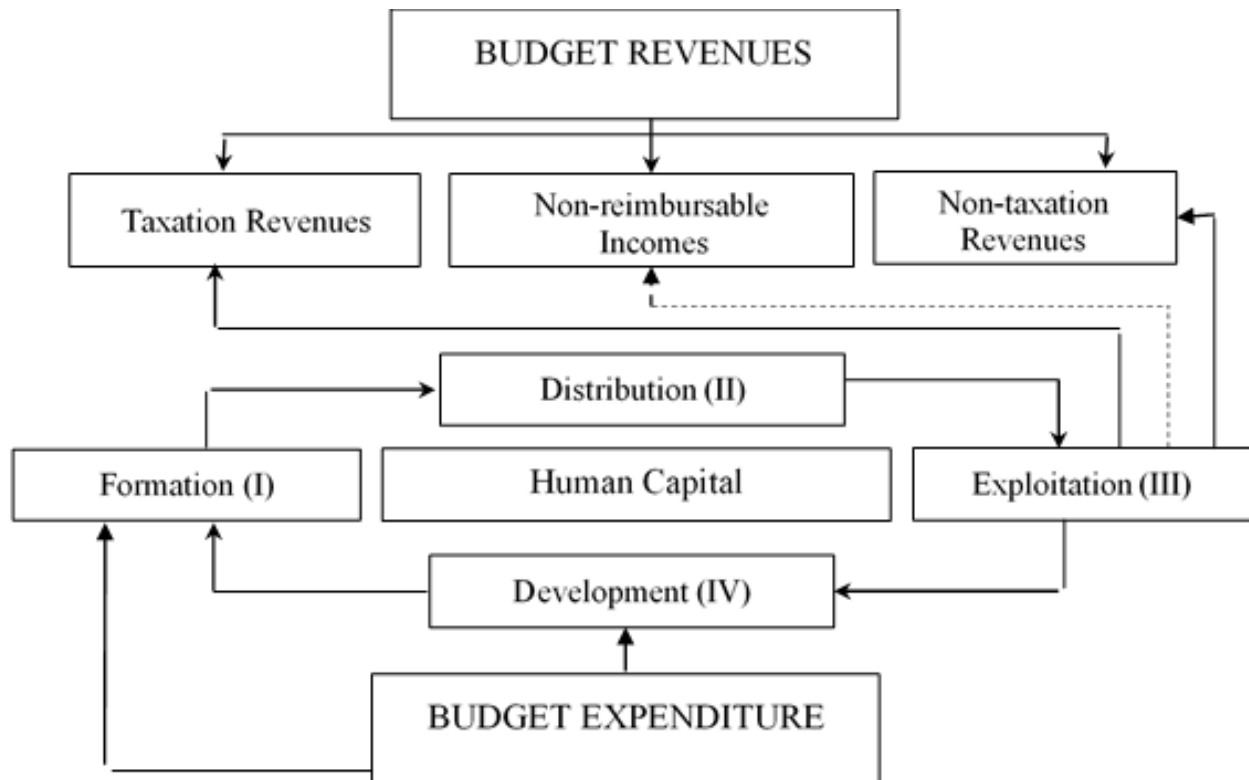 BUDGET REVENUES
Taxation Revenues
Non-reimbursable
Incomes
Non-taxation
Revenues
Distribution (II)
Formation (I)
Human Capital
Exploitation (III)
Development (IV)
BUDGET EXPENDITURE